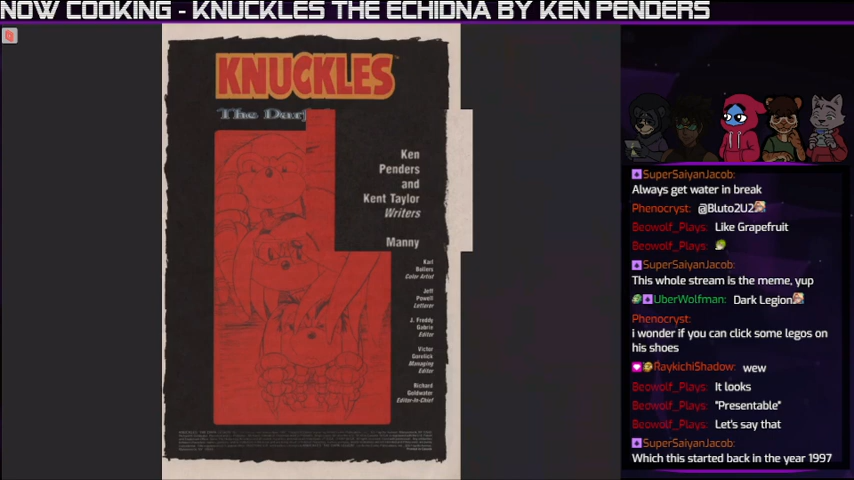 NOW COOKING - KNUCKLES THE ECHIDNA BY KEN PENDERS
KNUCKLES
The Dar
Ken
Penders
and
Kent Taylor
Writers
Manny
Karl
Bollers
Color Artist
Jeff
Powell
Letterer
J. Freddy
Gabrie
Editor
Victor
Gorelick
Managing
Editor
Richard
Goldwater
Editor-In-Chief
SuperSaiyanJacob:
Always get water in break
Phenocryst: @Bluto2U2
Beowolf_Plays: Like Grapefruit
Beowolf_Plays:
SuperSaiyanJacob:
This whole stream is the meme, yup
UberWolfman: Dark Legion
Phenocryst:
i wonder if you can click some legos on
his shoes
RaykichiShadow: wew
Beowolf_Plays: It looks
Beowolf_Plays: "Presentable"
Beowolf_Plays: Let's say that
SuperSaiyanJacob:
Which this started back in the year 1997